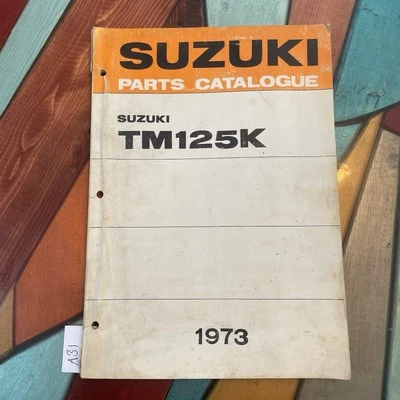 SUZUKI
PARTS CATALOGUE
SUZUKI
TM125K
1973
A31